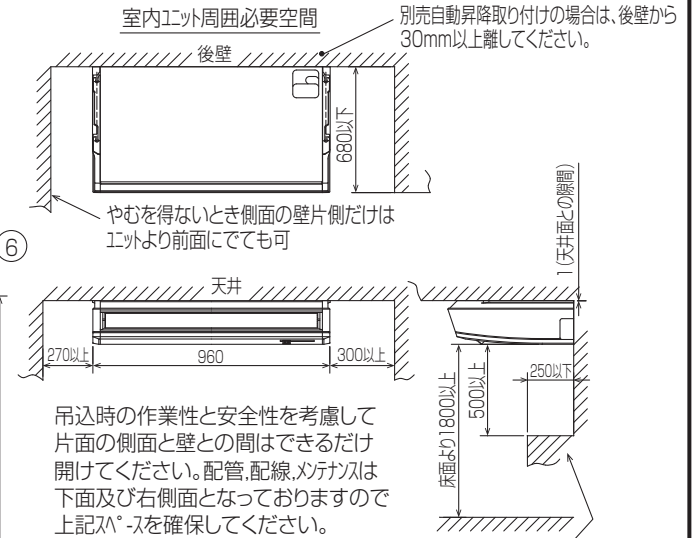 室内ユニット周囲必要空間
別売自動昇降取り付けの場合は、後壁から
30mm以上離してください。
後壁
680以下
やむを得ないとき側面の壁片側だけは
ユニットより前面にでても可
⑥
1(天井面との隙間)
天井
270以上
960
300以上
床面より1800以上
500以上
250以下
吊込時の作業性と安全性を考慮して
片面の側面と壁との間はできるだけ
開けてください。配管,配線,メンテナンスは
下面及び右側面となっておりますので
上記スペースを確保してください。